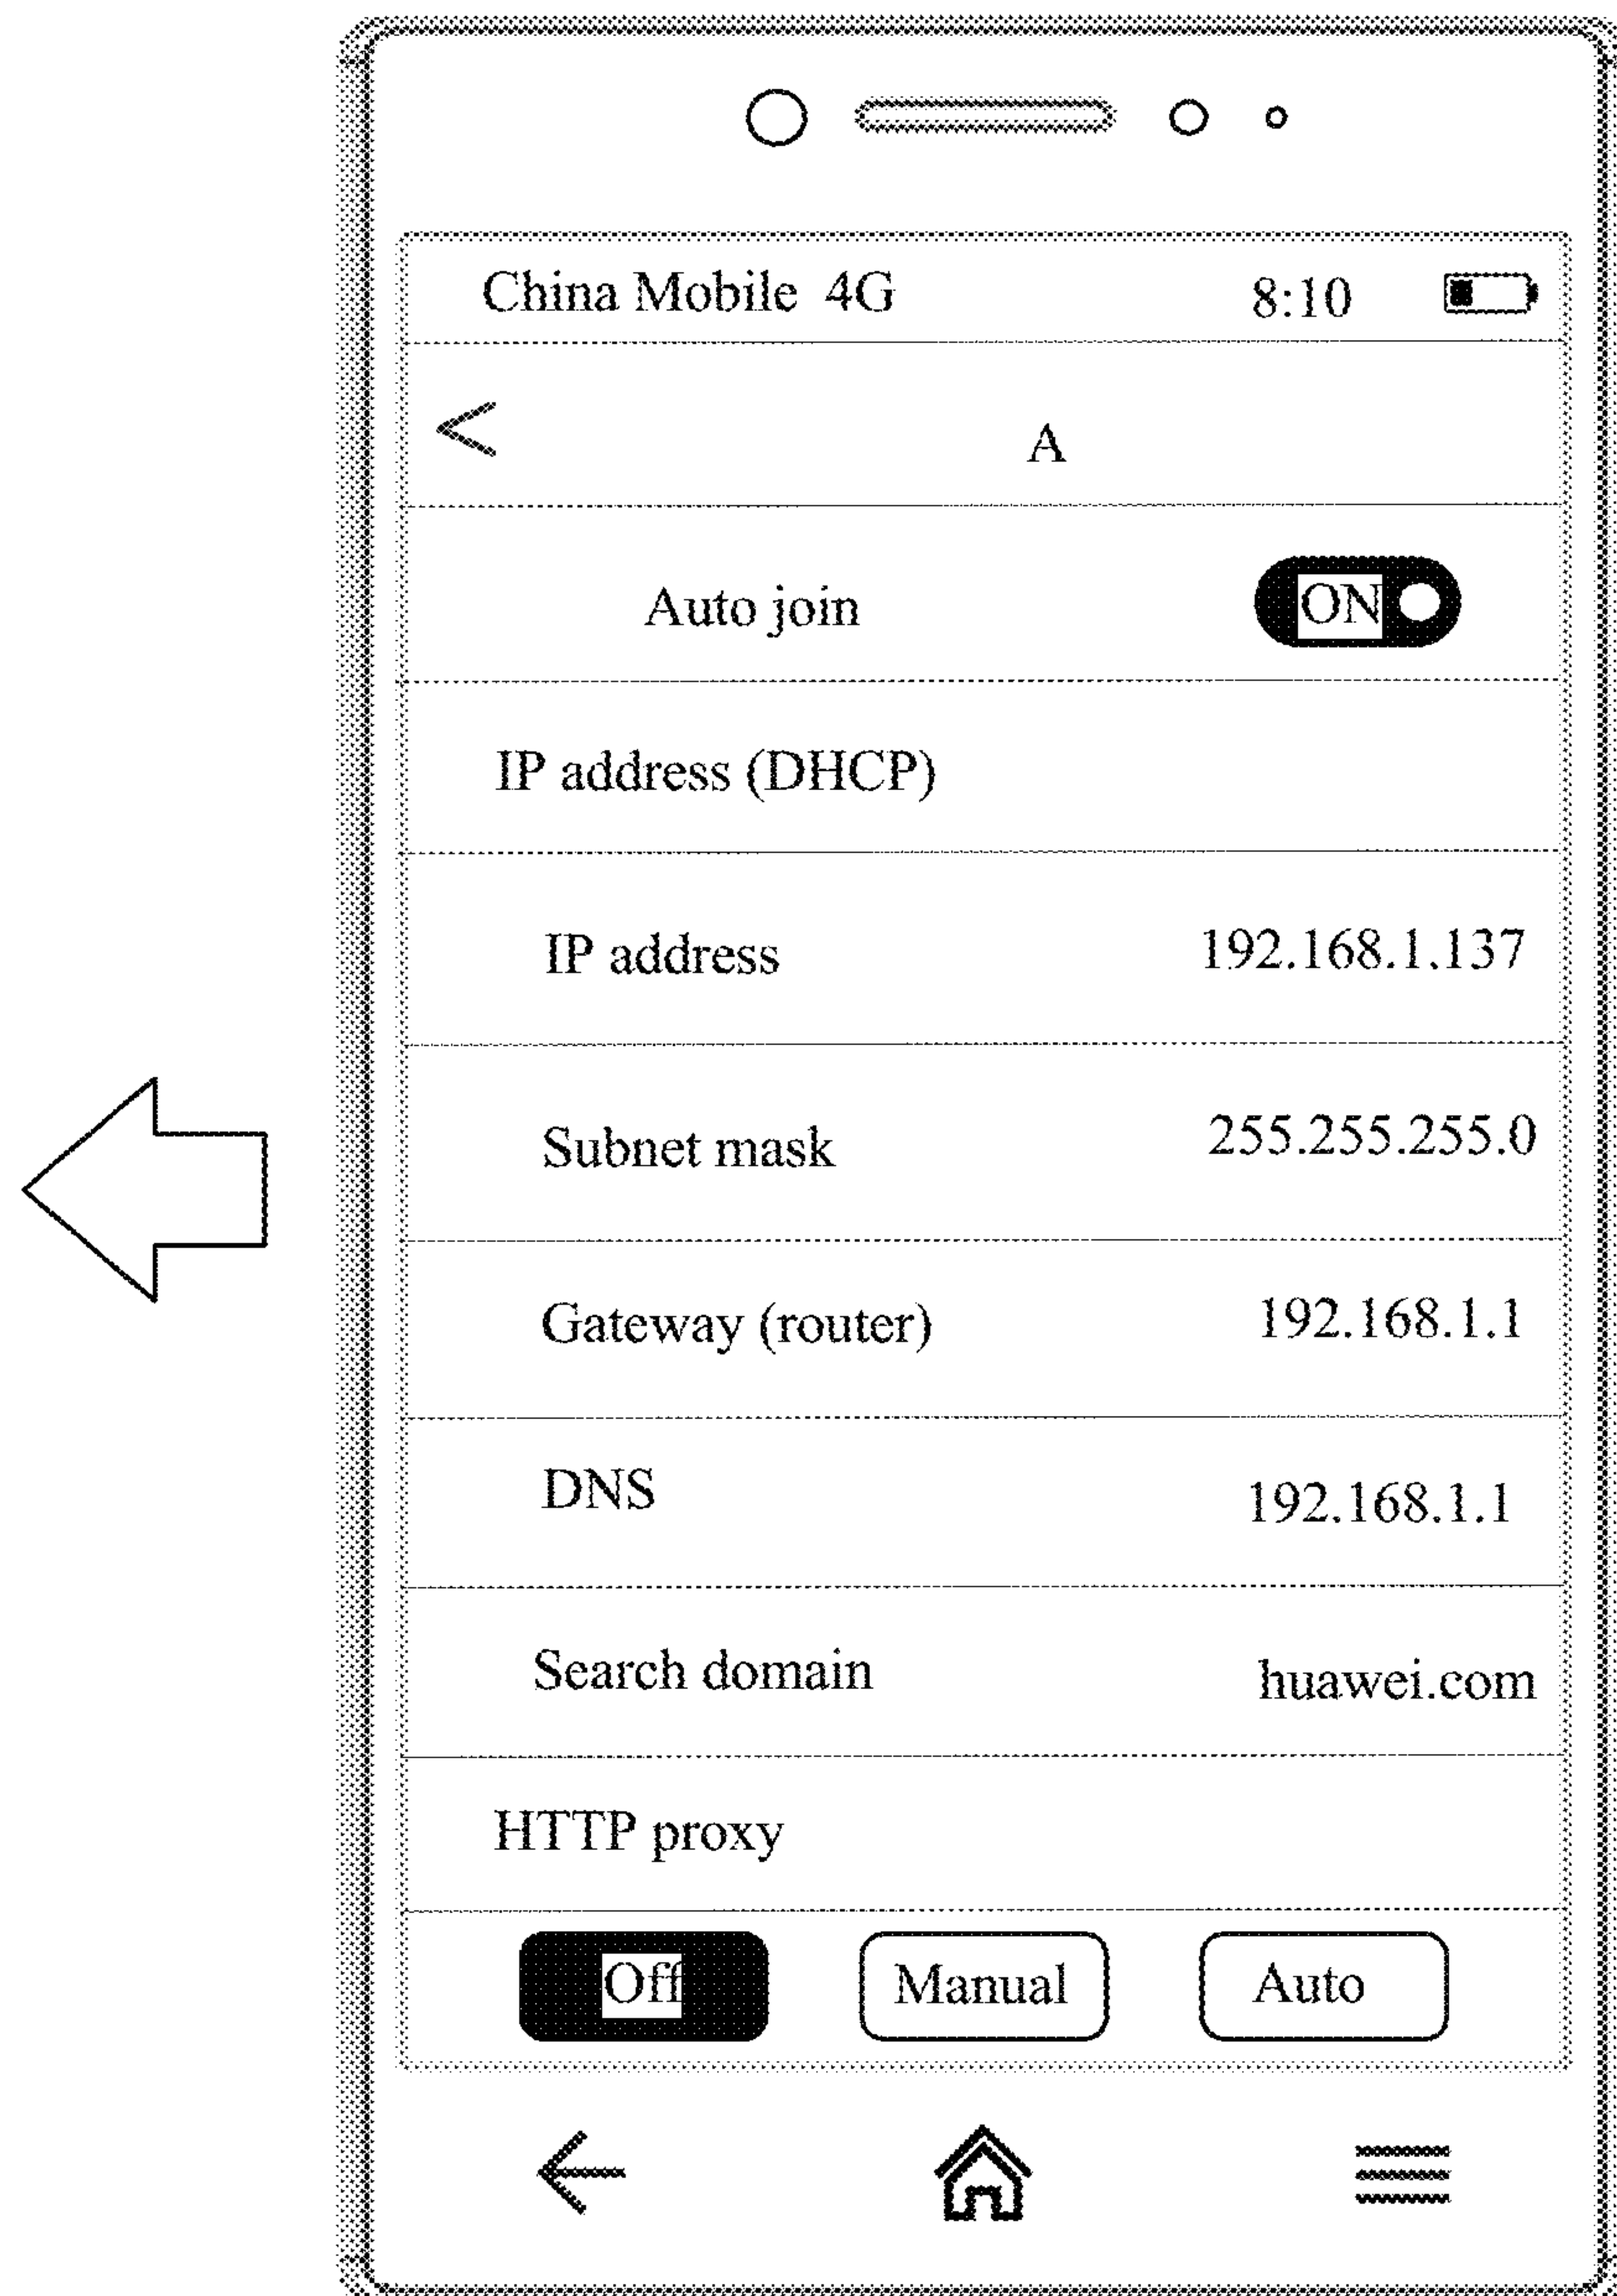 China Mobile 4G 8:10
<
A
Auto join ON
IP address (DHCP)
IP address 192.168.1.137
Subnet mask 255.255.255.0
Gateway (router) 192.168.1.1
DNS 192.168.1.1
Search domain huawei.com
HTTP proxy
Off Manual Auto